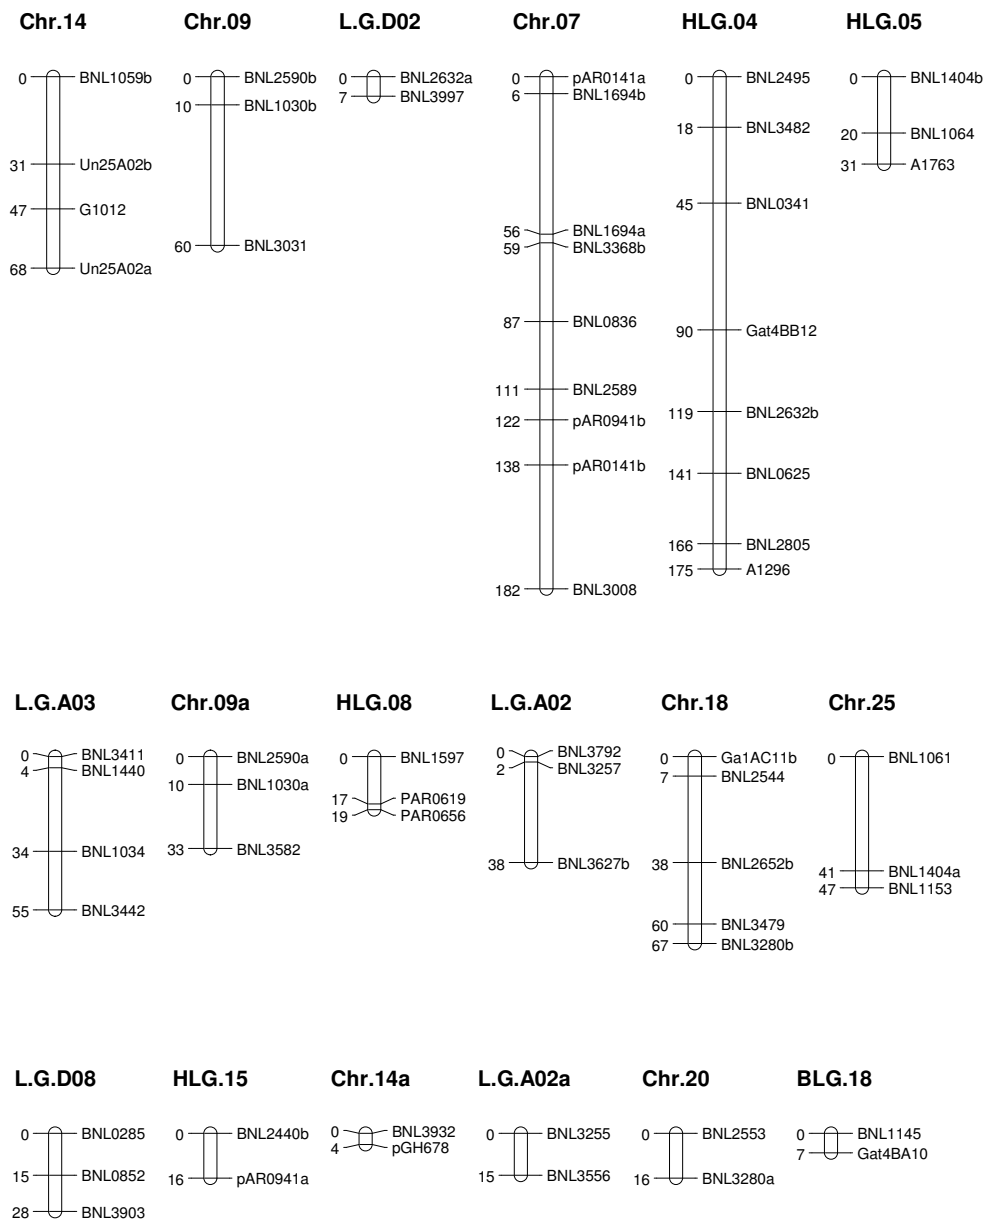 Chr.14
0 BNL1059b
31 Un25A02b
47 G1012
68 Un25A02a
Chr.09
0 BNL2590b
10 BNL1030b
60 BNL3031
L.G.D02
0 BNL2632a
7 BNL3997
Chr.07
0 pAR0141a
6 BNL1694b
56 BNL1694a
59 BNL3368b
87 BNL0836
111 BNL2589
122 pAR0941b
138 pAR0141b
182 BNL3008
HLG.04
0 BNL2495
18 BNL3482
45 BNL0341
90 Gat4BB12
119 BNL2632b
141 BNL0625
166 BNL2805
175 A1296
HLG.05
0 BNL1404b
20 BNL1064
31 A1763
L.G.A03
0 BNL3411
4 BNL1440
34 BNL1034
55 BNL3442
Chr.09a
0 BNL2590a
10 BNL1030a
33 BNL3582
HLG.08
0 BNL1597
17 PAR0619
19 PAR0656
L.G.A02
0 BNL3792
2 BNL3257
38 BNL3627b
Chr.18
0 Ga1AC11b
7 BNL2544
38 BNL2652b
60 BNL3479
67 BNL3280b
Chr.25
0 BNL1061
41 BNL1404a
47 BNL1153
L.G.D08
0 BNL0285
15 BNL0852
28 BNL3903
HLG.15
0 BNL2440b
16 pAR0941a
Chr.14a
0 BNL3932
4 pGH678
L.G.A02a
0 BNL3255
15 BNL3556
Chr.20
0 BNL2553
16 BNL3280a
BLG.18
0 BNL1145
7 Gat4BA10